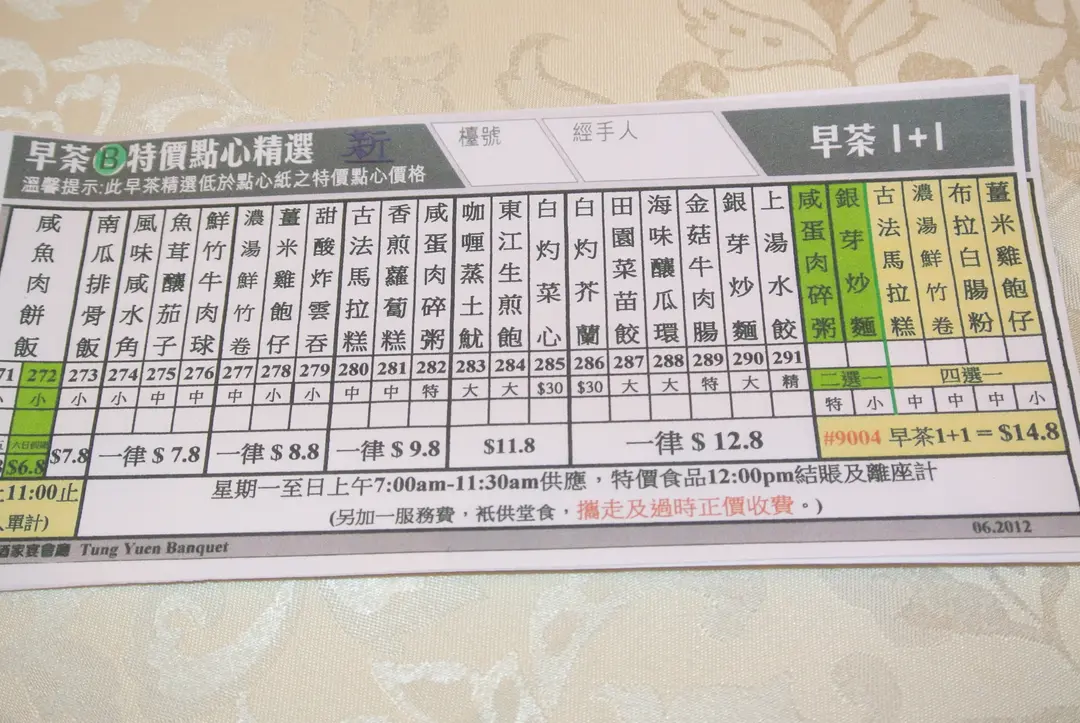 早茶B特價點心精選 新
溫馨提示:此早茶精選低於點心紙之特價點心價格
檯號
經手人
早茶 1+1
咸魚肉餅飯
南瓜排骨飯
風味咸水角
魚茸釀茄子
鮮竹牛肉球
濃湯鮮竹卷
薑米雞飽仔
甜酸炸雲吞
古法馬拉糕
香煎蘿蔔糕
咸蛋肉碎粥
咖喱蒸土魷
東江生煎飽
白灼菜心
白灼芥蘭
田園菜苗餃
海味釀瓜環
金菇牛肉腸
銀芽炒麵
上湯水餃
咸蛋肉碎粥
銀芽炒麵
古法馬拉糕
濃湯鮮竹卷
布拉白腸粉
薑米雞飽仔
71 272 273 274 275 276 277 278 279 280 281 282 283 284 285 286 287 288 289 290 291
二選一 四選一
小 小 小 中 中 中 小 小 中 中 特 大 大 $30 $30 大 大 特 大 精 特 小 中 中 中 小
$6.8 $7.8 一律 $ 7.8 一律 $ 8.8 一律 $ 9.8 $11.8 一律 $ 12.8
#9004 早茶1+1 = $14.8
11:00止
單計)
星期一至日上午7:00am-11:30am供應，特價食品12:00pm結賬及離座計
(另加一服務費，祇供堂食，攜走及過時正價收費。)
06.2012
酒家宴會廳 Tung Yuen Banquet